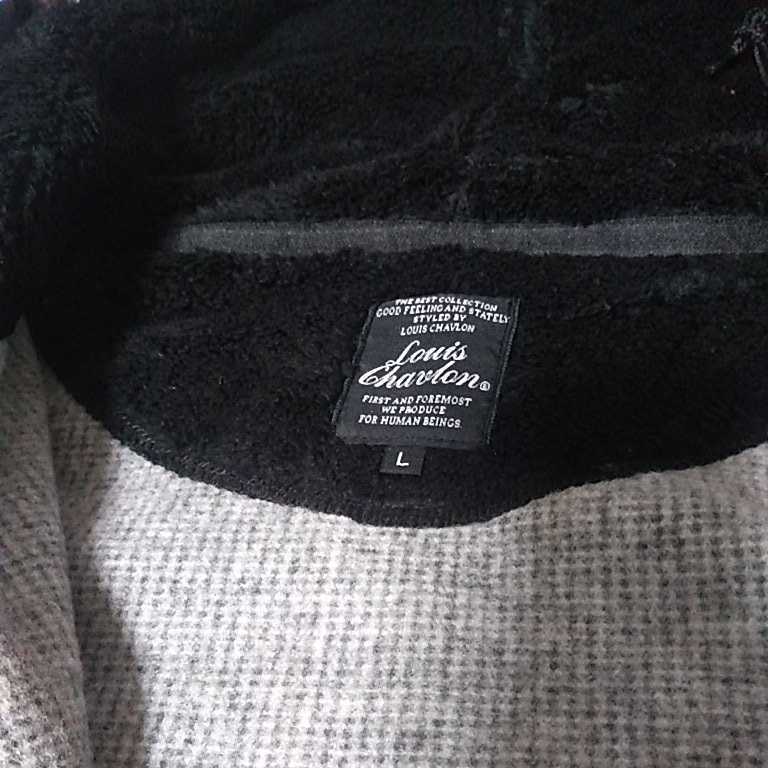 THE BEST COLLECTION
GOOD FEELING AND STATELY
STYLED BY
LOUIS CHAVLON
Louis
Chavlon®
FIRST AND FOREMOST
WE PRODUCE
FOR HUMAN BEINGS.
L